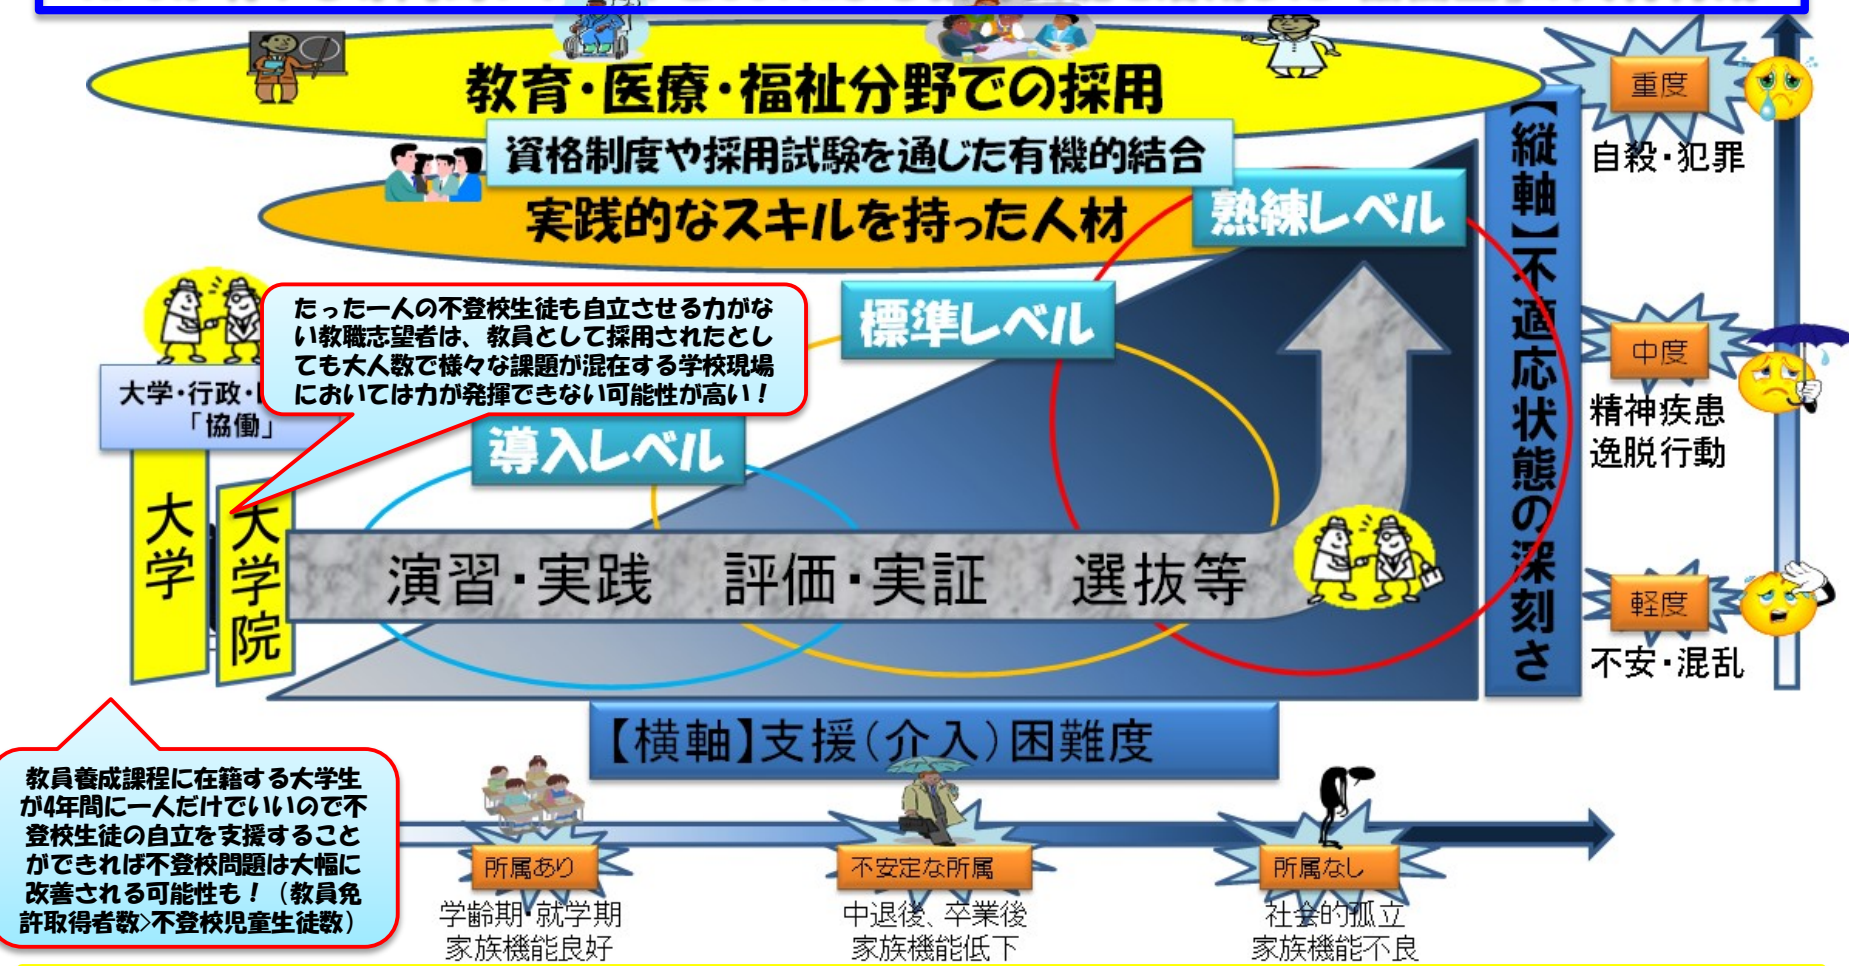 教育・医療・福祉分野での採用
資格制度や採用試験を通じた有機的結合
実践的なスキルを持った人材
熟練レベル
標準レベル
導入レベル
たった一人の不登校生徒も自立させる力がな
い教職志望者は、教員として採用されたとし
ても大人数で様々な課題が混在する学校現場
においては力が発揮できない可能性が高い！
大学・行政・
「協働」
大学
大学院
演習・実践 評価・実証 選抜等
【縦軸】不適応状態の深刻さ
重度
自殺・犯罪
中度
精神疾患
逸脱行動
軽度
不安・混乱
【横軸】支援(介入)困難度
教員養成課程に在籍する大学生
が4年間に一人だけでいいので不
登校生徒の自立を支援すること
ができれば不登校問題は大幅に
改善される可能性も！（教員免
許取得者数>不登校児童生徒数）
所属あり
学齢期・就学期
家族機能良好
不安定な所属
中退後、卒業後
家族機能低下
所属なし
社会的孤立
家族機能不良